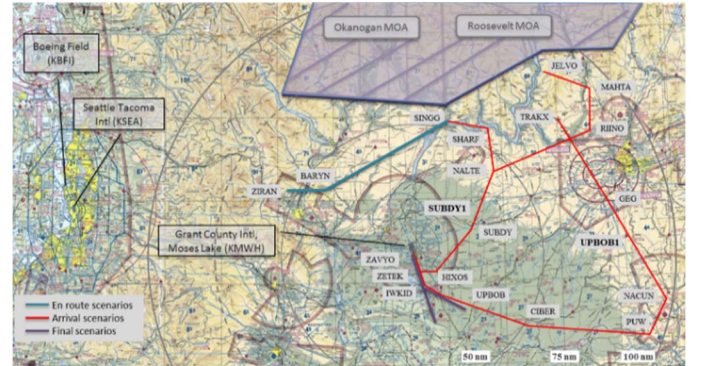 Okanogan MOA
Roosevelt MOA
Boeing Field
(KBFI)
JELVO
MAHTA
Seattle Tacoma
Intl (KSEA)
SINGG
TRAKX
RIINO
SHARF
NALTE
BARYN
ZIRAN
GEG
SUBDY1
SUBDY
UPBOB1
Grant County Intl,
Moses Lake (KMWH)
ZAVYO
ZETEK
HIXOS
IWKID
UPBOB
CIBER
NACUN
PUW
En route scenarios
Arrival scenarios
Final scenarios
50 nm
75 nm
100 nm